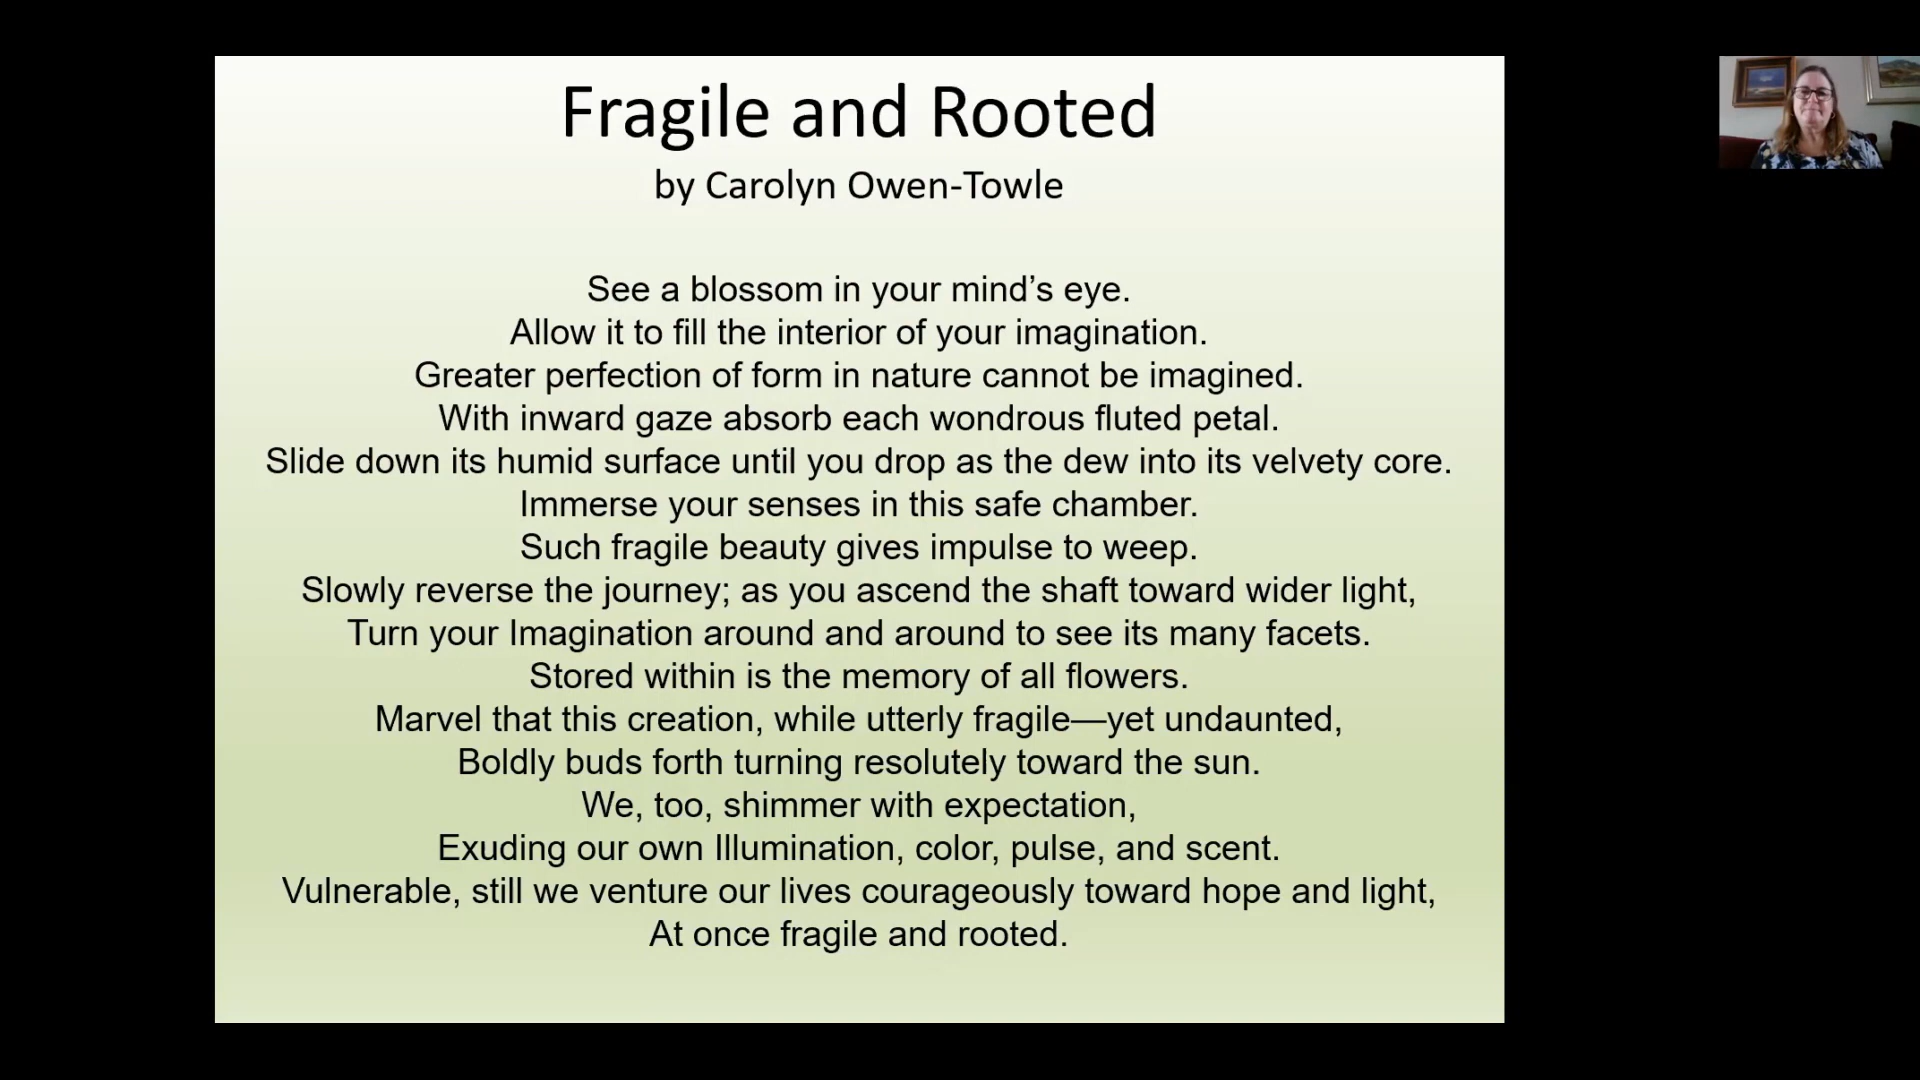 Fragile and Rooted
by Carolyn Owen-Towle
See a blossom in your mind’s eye.
Allow it to fill the interior of your imagination.
Greater perfection of form in nature cannot be imagined.
With inward gaze absorb each wondrous fluted petal.
Slide down its humid surface until you drop as the dew into its velvety core.
Immerse your senses in this safe chamber.
Such fragile beauty gives impulse to weep.
Slowly reverse the journey; as you ascend the shaft toward wider light,
Turn your Imagination around and around to see its many facets.
Stored within is the memory of all flowers.
Marvel that this creation, while utterly fragile—yet undaunted,
Boldly buds forth turning resolutely toward the sun.
We, too, shimmer with expectation,
Exuding our own Illumination, color, pulse, and scent.
Vulnerable, still we venture our lives courageously toward hope and light,
At once fragile and rooted.